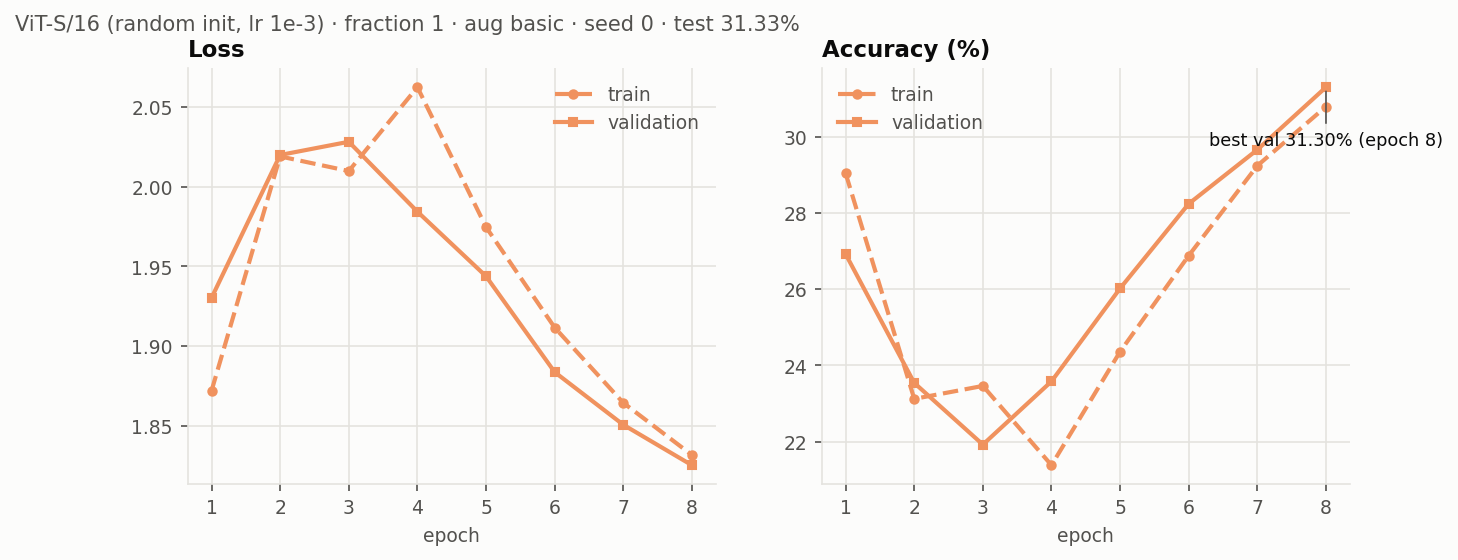 ViT-S/16 (random init, lr 1e-3) · fraction 1 · aug basic · seed 0 · test 31.33%
Loss
2.05
2.00
1.95
1.90
1.85
train
validation
1
2
3
4
5
6
7
8
epoch
Accuracy (%)
30
28
26
24
22
train
validation
best val 31.30% (epoch 8)
1
2
3
4
5
6
7
8
epoch